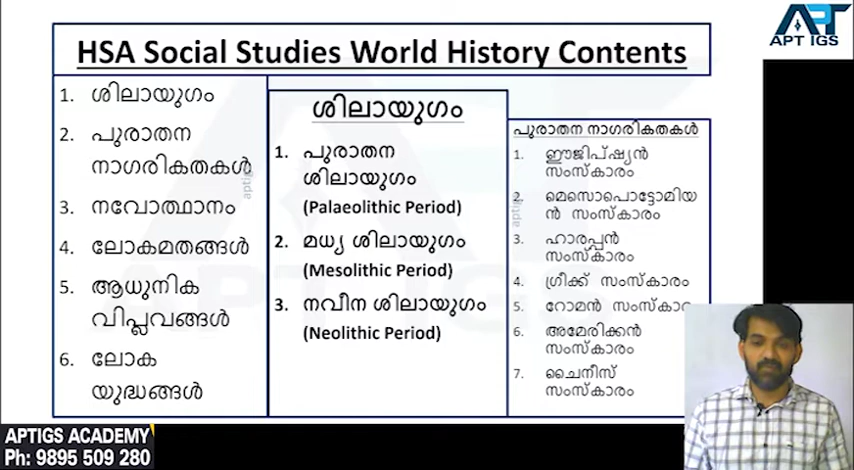 APT IGS
HSA Social Studies World History Contents
1. ശിലായുഗം
2. പുരാതന
നാഗരികതകൾ
3. നവോത്ഥാനം
4. ലോകമതങ്ങൾ
5. ആധുനിക
വിപ്ലവങ്ങൾ
6. ലോക
യുദ്ധങ്ങൾ
ശിലായുഗം
1. പുരാതന
ശിലായുഗം
(Palaeolithic Period)
2. മധ്യ ശിലായുഗം
(Mesolithic Period)
3. നവീന ശിലായുഗം
(Neolithic Period)
പുരാതന നാഗരികതകൾ
1. ഈജിപ്ഷ്യൻ
സംസ്കാരം
2. മെസൊപൊട്ടോമിയ
ൻ സംസ്കാരം
3. ഹാരപ്പൻ
സംസ്കാരം
4. ഗ്രീക്ക് സംസ്കാരം
5. റോമൻ സംസ്കാര
6. അമേരിക്കൻ
സംസ്കാരം
7. ചൈനീസ്
സംസ്കാരം
aptigs
aptigs
APTIGS ACADEMY
Ph: 9895 509 280